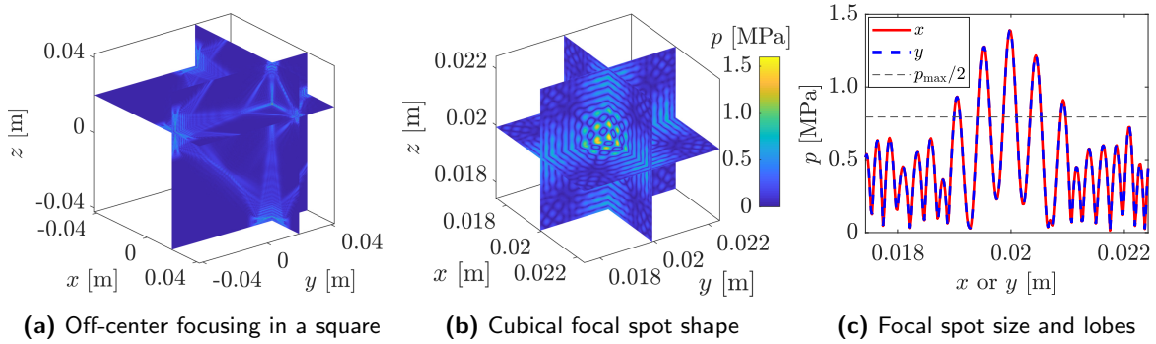 0.04
0
-0.04
z [m]
-0.04
0
0.04
x [m]
-0.04
0
0.04
y [m]
(a) Off-center focusing in a square
p [MPa]
1.5
1.0
0.5
0
0.022
0.02
0.018
z [m]
0.018
0.02
0.022
x [m]
0.018
0.02
0.022
y [m]
(b) Cubical focal spot shape
1.5
1.0
0.5
0
p [MPa]
x
y
p_max/2
0.018
0.02
0.022
x or y [m]
(c) Focal spot size and lobes